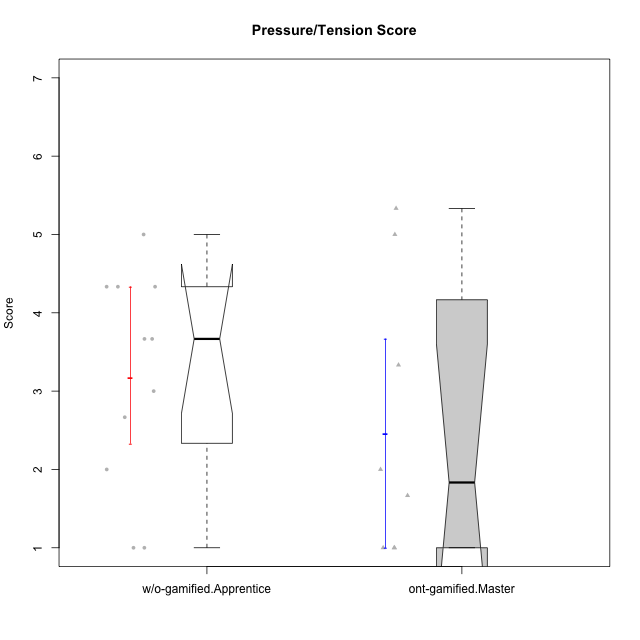 Pressure/Tension Score
7
6
5
4
3
2
1
Score
w/o-gamified.Apprentice
ont-gamified.Master